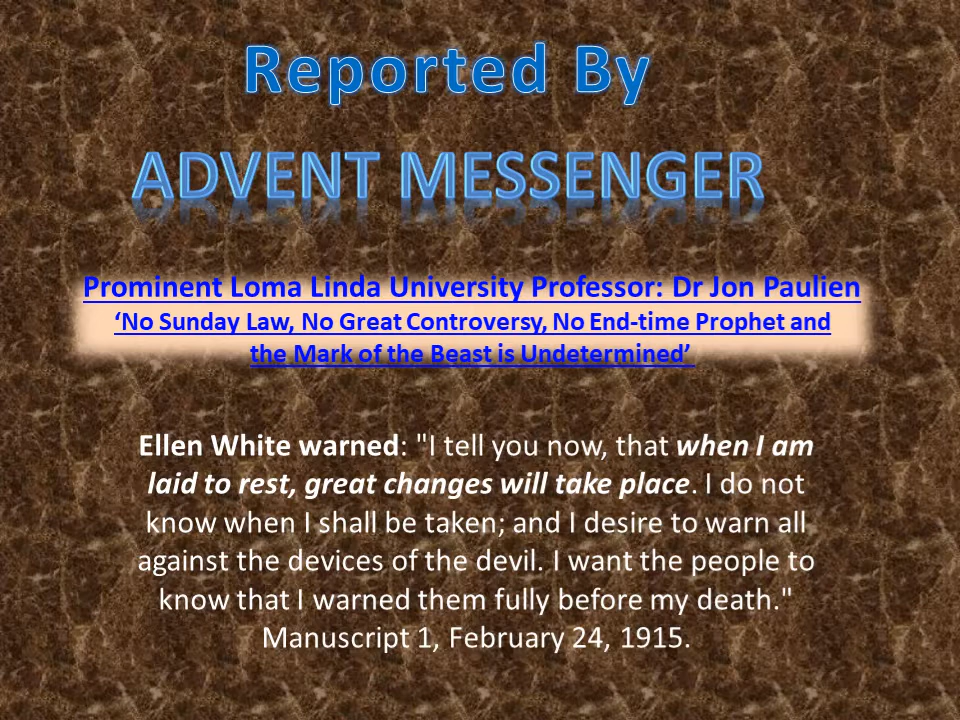 Reported By
ADVENT MESSENGER
Prominent Loma Linda University Professor: Dr Jon Paulien
‘No Sunday Law, No Great Controversy, No End-time Prophet and
the Mark of the Beast is Undetermined’
Ellen White warned: "I tell you now, that when I am
laid to rest, great changes will take place. I do not
know when I shall be taken; and I desire to warn all
against the devices of the devil. I want the people to
know that I warned them fully before my death."
Manuscript 1, February 24, 1915.